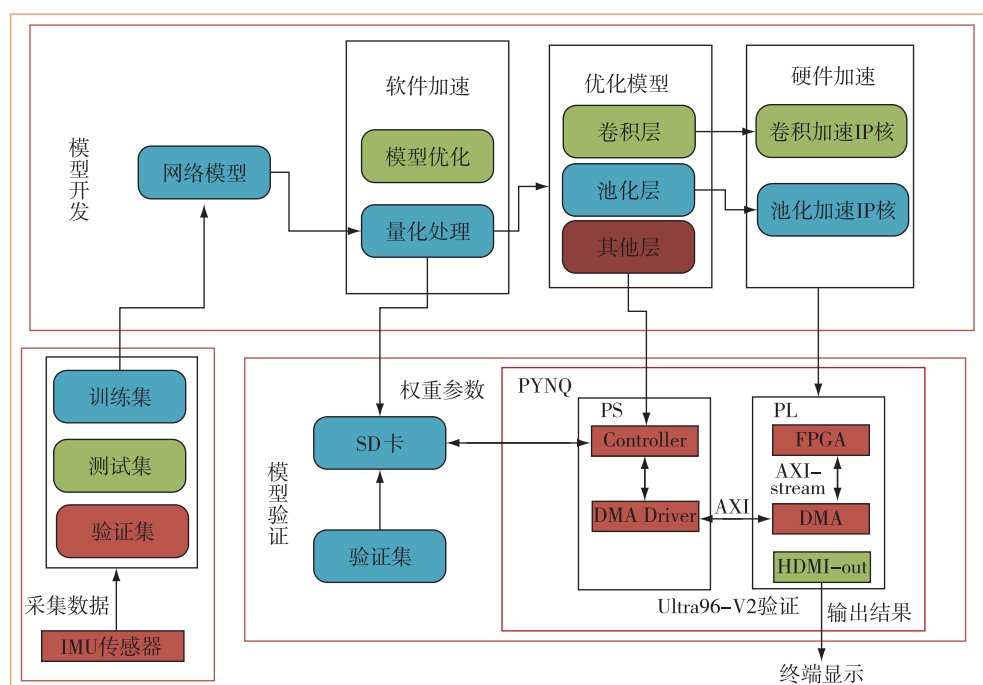 模型开发
网络模型
软件加速
模型优化
量化处理
优化模型
卷积层
池化层
其他层
硬件加速
卷积加速IP核
池化加速IP核
训练集
测试集
验证集
采集数据
IMU传感器
模型验证
权重参数
SD卡
验证集
PYNQ
PS
Controller
DMA Driver
AXI
PL
FPGA
AXI-
stream
DMA
HDMI-out
Ultra96-V2验证
输出结果
终端显示